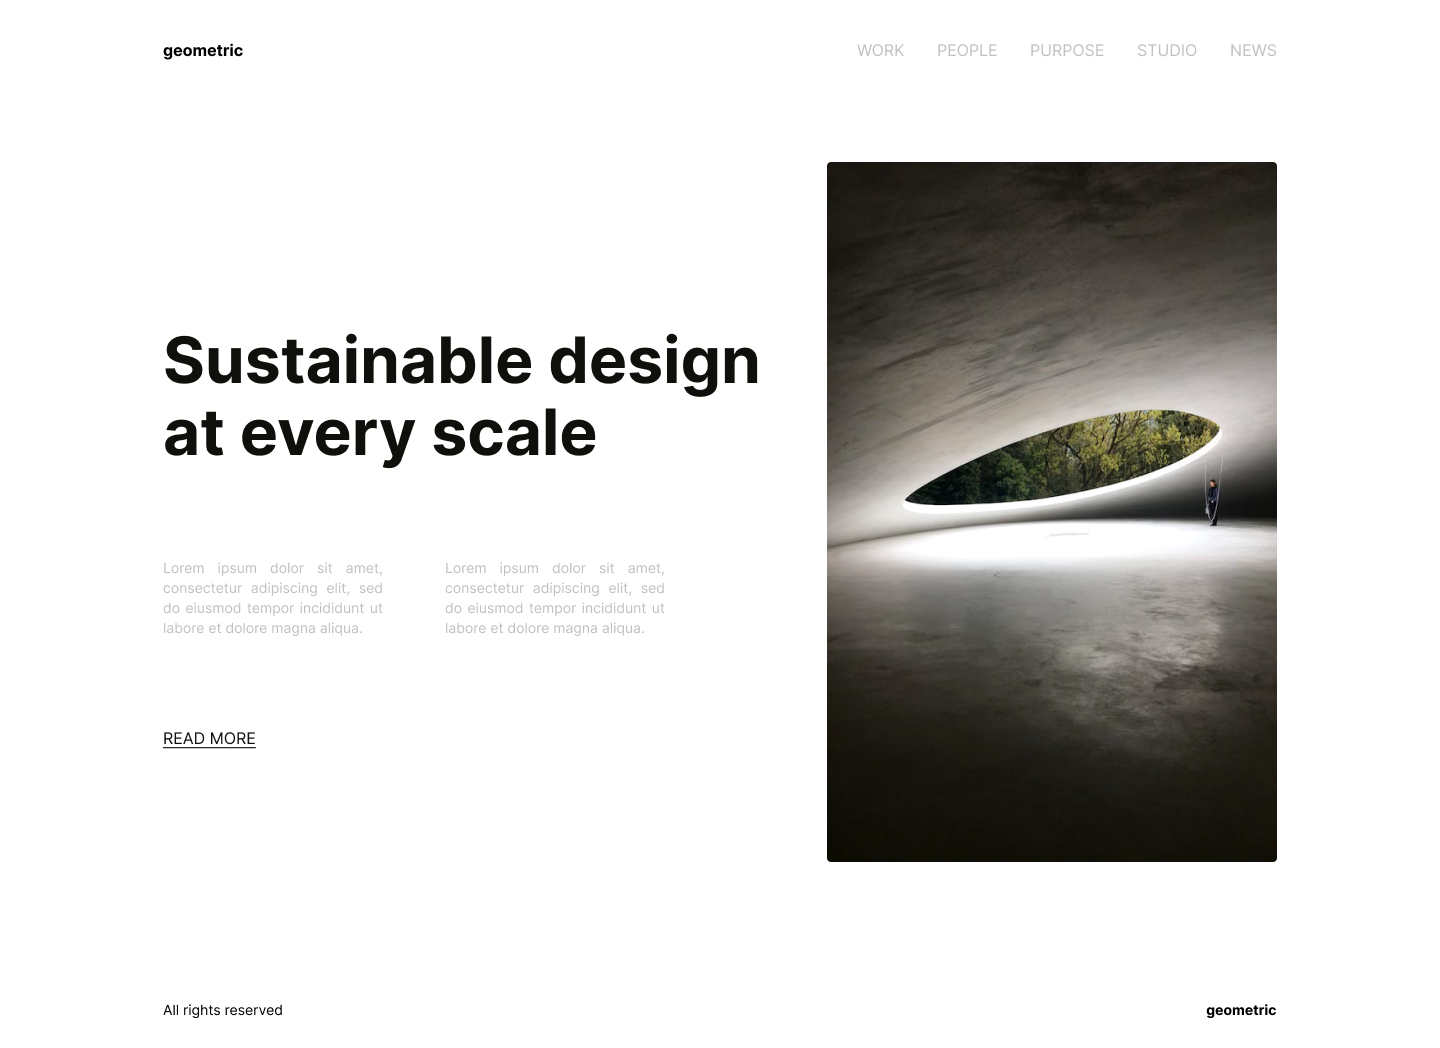 geometric
WORK PEOPLE PURPOSE STUDIO NEWS
Sustainable design
at every scale
Lorem ipsum dolor sit amet,
consectetur adipiscing elit, sed
do eiusmod tempor incididunt ut
labore et dolore magna aliqua.
Lorem ipsum dolor sit amet,
consectetur adipiscing elit, sed
do eiusmod tempor incididunt ut
labore et dolore magna aliqua.
READ MORE
All rights reserved
geometric